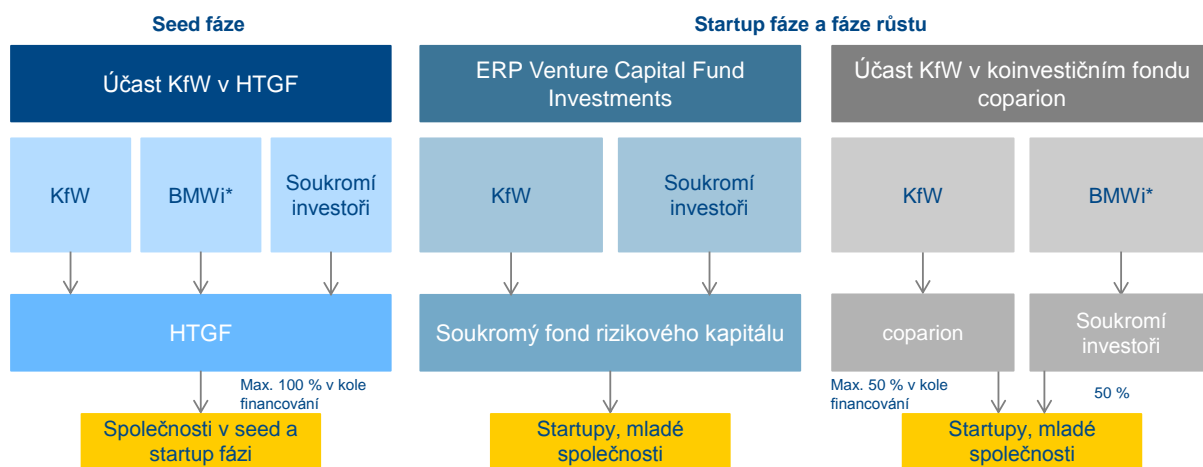 Seed fáze
Startup fáze a fáze růstu
Účast KfW v HTGF
ERP Venture Capital Fund
Investments
Účast KfW v koinvestičním fondu
coparion
KfW
BMWi*
Soukromí
investoři
KfW
Soukromí
investoři
KfW
BMWi*
HTGF
Soukromý fond rizikového kapitálu
coparion
Soukromí
investoři
Max. 100 % v kole
financování
Max. 50 % v kole
financování
50 %
Společnosti v seed a
startup fázi
Startupy, mladé
společnosti
Startupy, mladé
společnosti